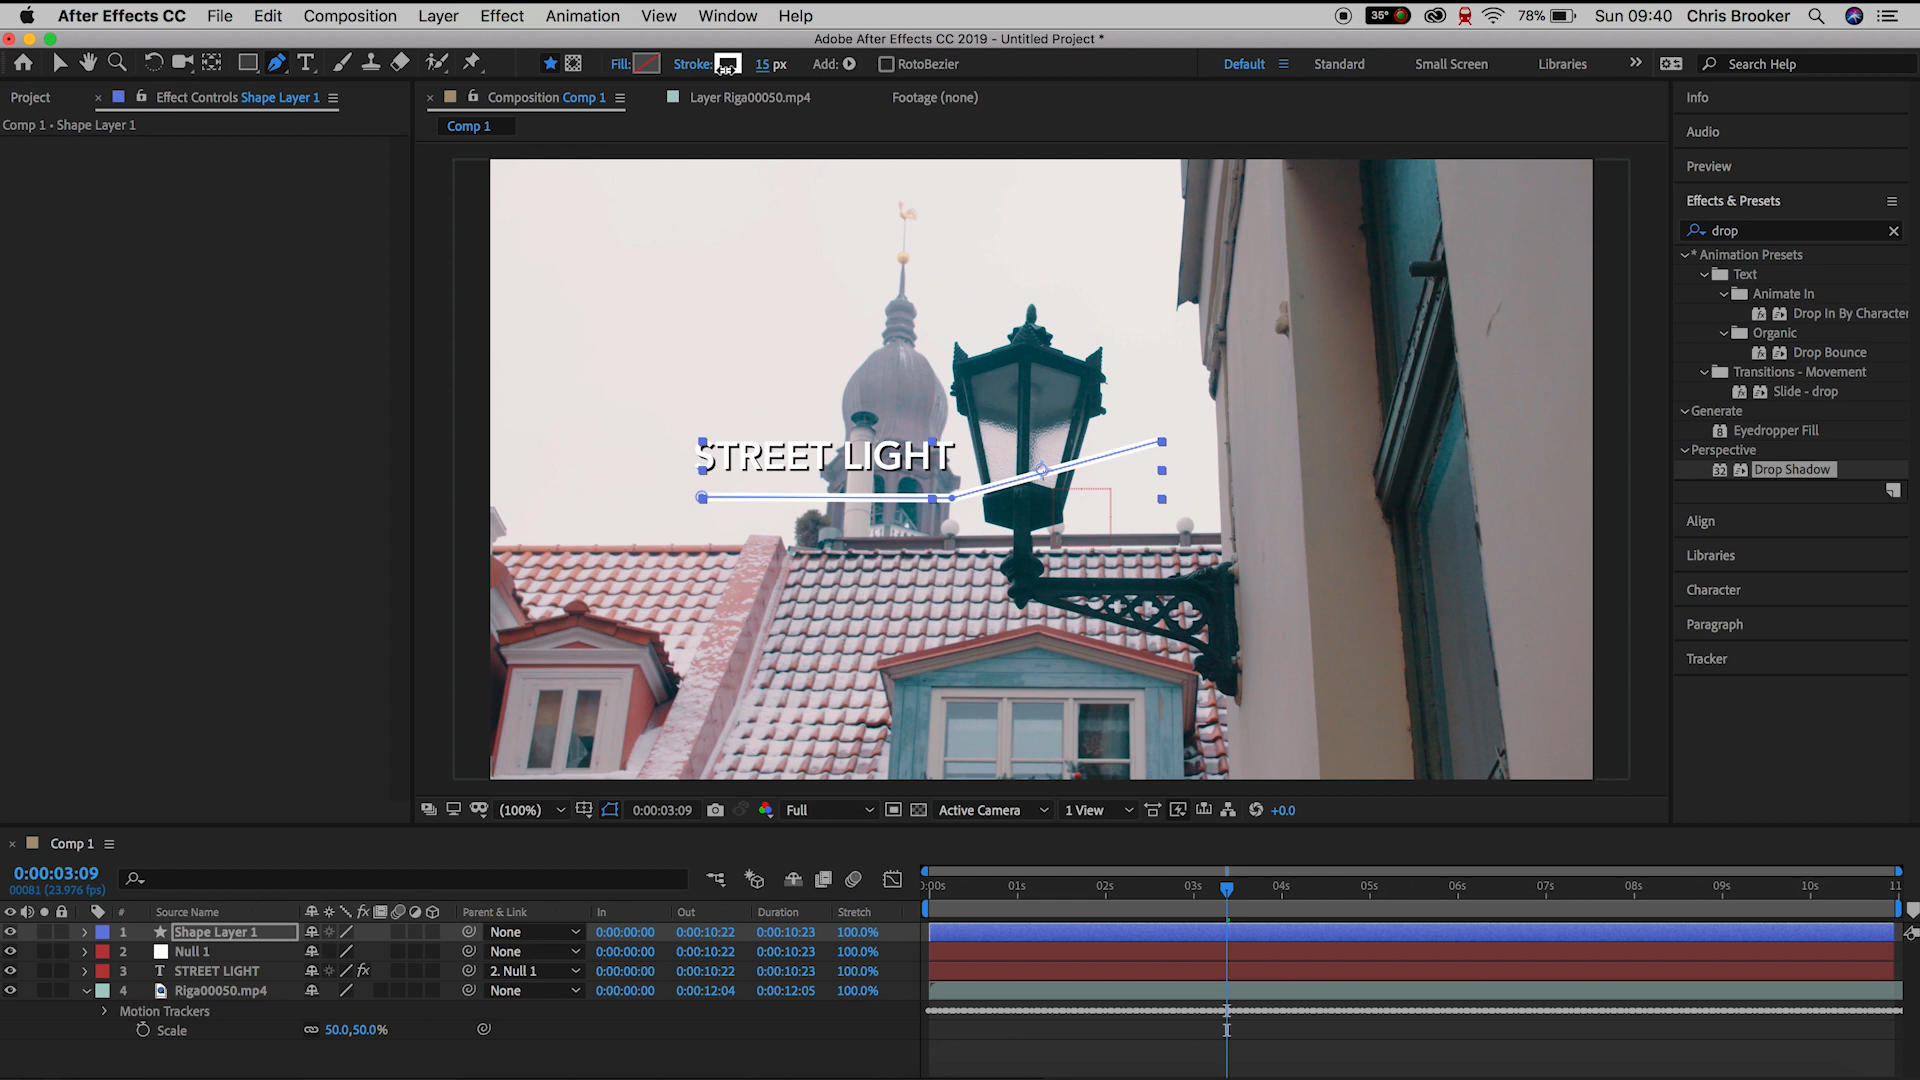 After Effects CC File Edit Composition Layer Effect Animation View Window Help 35° 78% Sun 09:40 Chris Brooker
Adobe After Effects CC 2019 - Untitled Project *
Fill: Stroke: 15 px Add: RotoBezier Default Standard Small Screen Libraries Search Help
Project Effect Controls Shape Layer 1 Composition Comp 1 Layer Riga00050.mp4 Footage (none) Info
Comp 1 • Shape Layer 1 Comp 1
Audio
Preview
Effects & Presets
drop
* Animation Presets
Text
Animate In
Drop In By Character
Organic
Drop Bounce
Transitions - Movement
Slide - drop
Generate
8 Eyedropper Fill
Perspective
32 Drop Shadow
STREET LIGHT
Align
Libraries
Character
Paragraph
Tracker
(100%) 0:00:03:09 Full Active Camera 1 View +0.0
Comp 1
0:00:03:09
00081 (23.976 fps)
0:00s 01s 02s 03s 04s 05s 06s 07s 08s 09s 10s 11
# Source Name fx Parent & Link In Out Duration Stretch
1 Shape Layer 1 None 0:00:00:00 0:00:10:22 0:00:10:23 100.0%
2 Null 1 None 0:00:00:00 0:00:10:22 0:00:10:23 100.0%
3 T STREET LIGHT fx 2. Null 1 0:00:00:00 0:00:10:22 0:00:10:23 100.0%
4 Riga00050.mp4 None 0:00:00:00 0:00:12:04 0:00:12:05 100.0%
Motion Trackers
Scale 50.0,50.0%